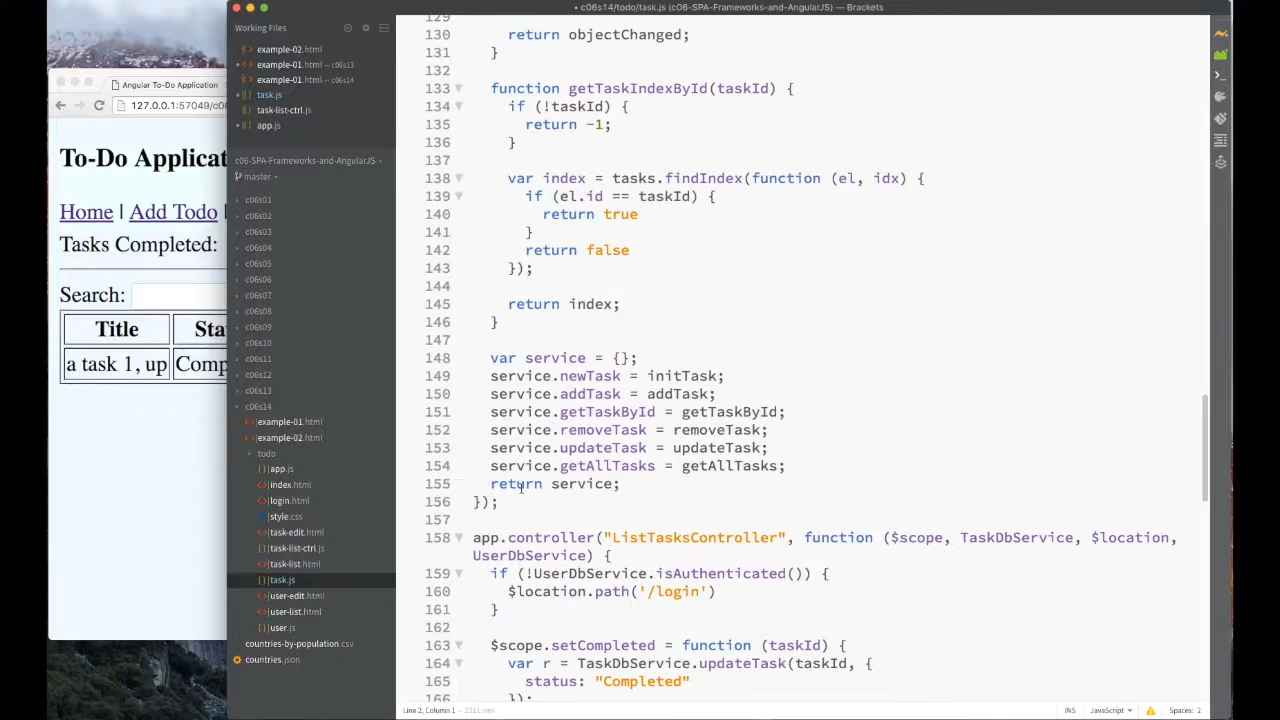 • c06s14/todo/task.js (c06-SPA-Frameworks-and-AngularJS) — Brackets
Working Files
example-02.html
example-01.html — c06s13
example-01.html — c06s14
task.js
task-list-ctrl.js
app.js
c06-SPA-Frameworks-and-AngularJS
master
c06s01
c06s02
c06s03
c06s04
c06s05
c06s06
c06s07
c06s08
c06s09
c06s10
c06s11
c06s12
c06s13
c06s14
example-01.html
example-02.html
todo
app.js
index.html
login.html
style.css
task-edit.html
task-list-ctrl.js
task-list.html
task.js
user-edit.html
user-list.html
user.js
countries-by-population.csv
countries.json
Angular To-Do Application
127.0.0.1:57049/c06
To-Do Applicat
Home | Add Todo |
Tasks Completed:
Search:
Title Sta
a task 1, up Comp
129
130 return objectChanged;
131 }
132
133 function getTaskIndexById(taskId) {
134 if (!taskId) {
135 return -1;
136 }
137
138 var index = tasks.findIndex(function (el, idx) {
139 if (el.id == taskId) {
140 return true
141 }
142 return false
143 });
144
145 return index;
146 }
147
148 var service = {};
149 service.newTask = initTask;
150 service.addTask = addTask;
151 service.getTaskById = getTaskById;
152 service.removeTask = removeTask;
153 service.updateTask = updateTask;
154 service.getAllTasks = getAllTasks;
155 return service;
156 });
157
158 app.controller("ListTasksController", function ($scope, TaskDbService, $location,
UserDbService) {
159 if (!UserDbService.isAuthenticated()) {
160 $location.path('/login')
161 }
162
163 $scope.setCompleted = function (taskId) {
164 var r = TaskDbService.updateTask(taskId, {
165 status: "Completed"
166 });
Line 2, Column 1 — 231 Lines
INS JavaScript Spaces: 2